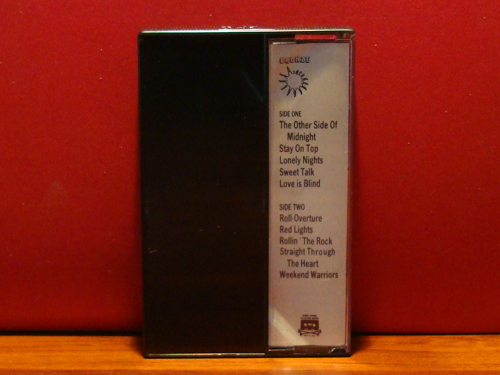 SIDE ONE
The Other Side Of
Midnight
Stay On Top
Lonely Nights
Sweet Talk
Love is Blind
SIDE TWO
Roll-Overture
Red Lights
Rollin' The Rock
Straight Through
The Heart
Weekend Warriors